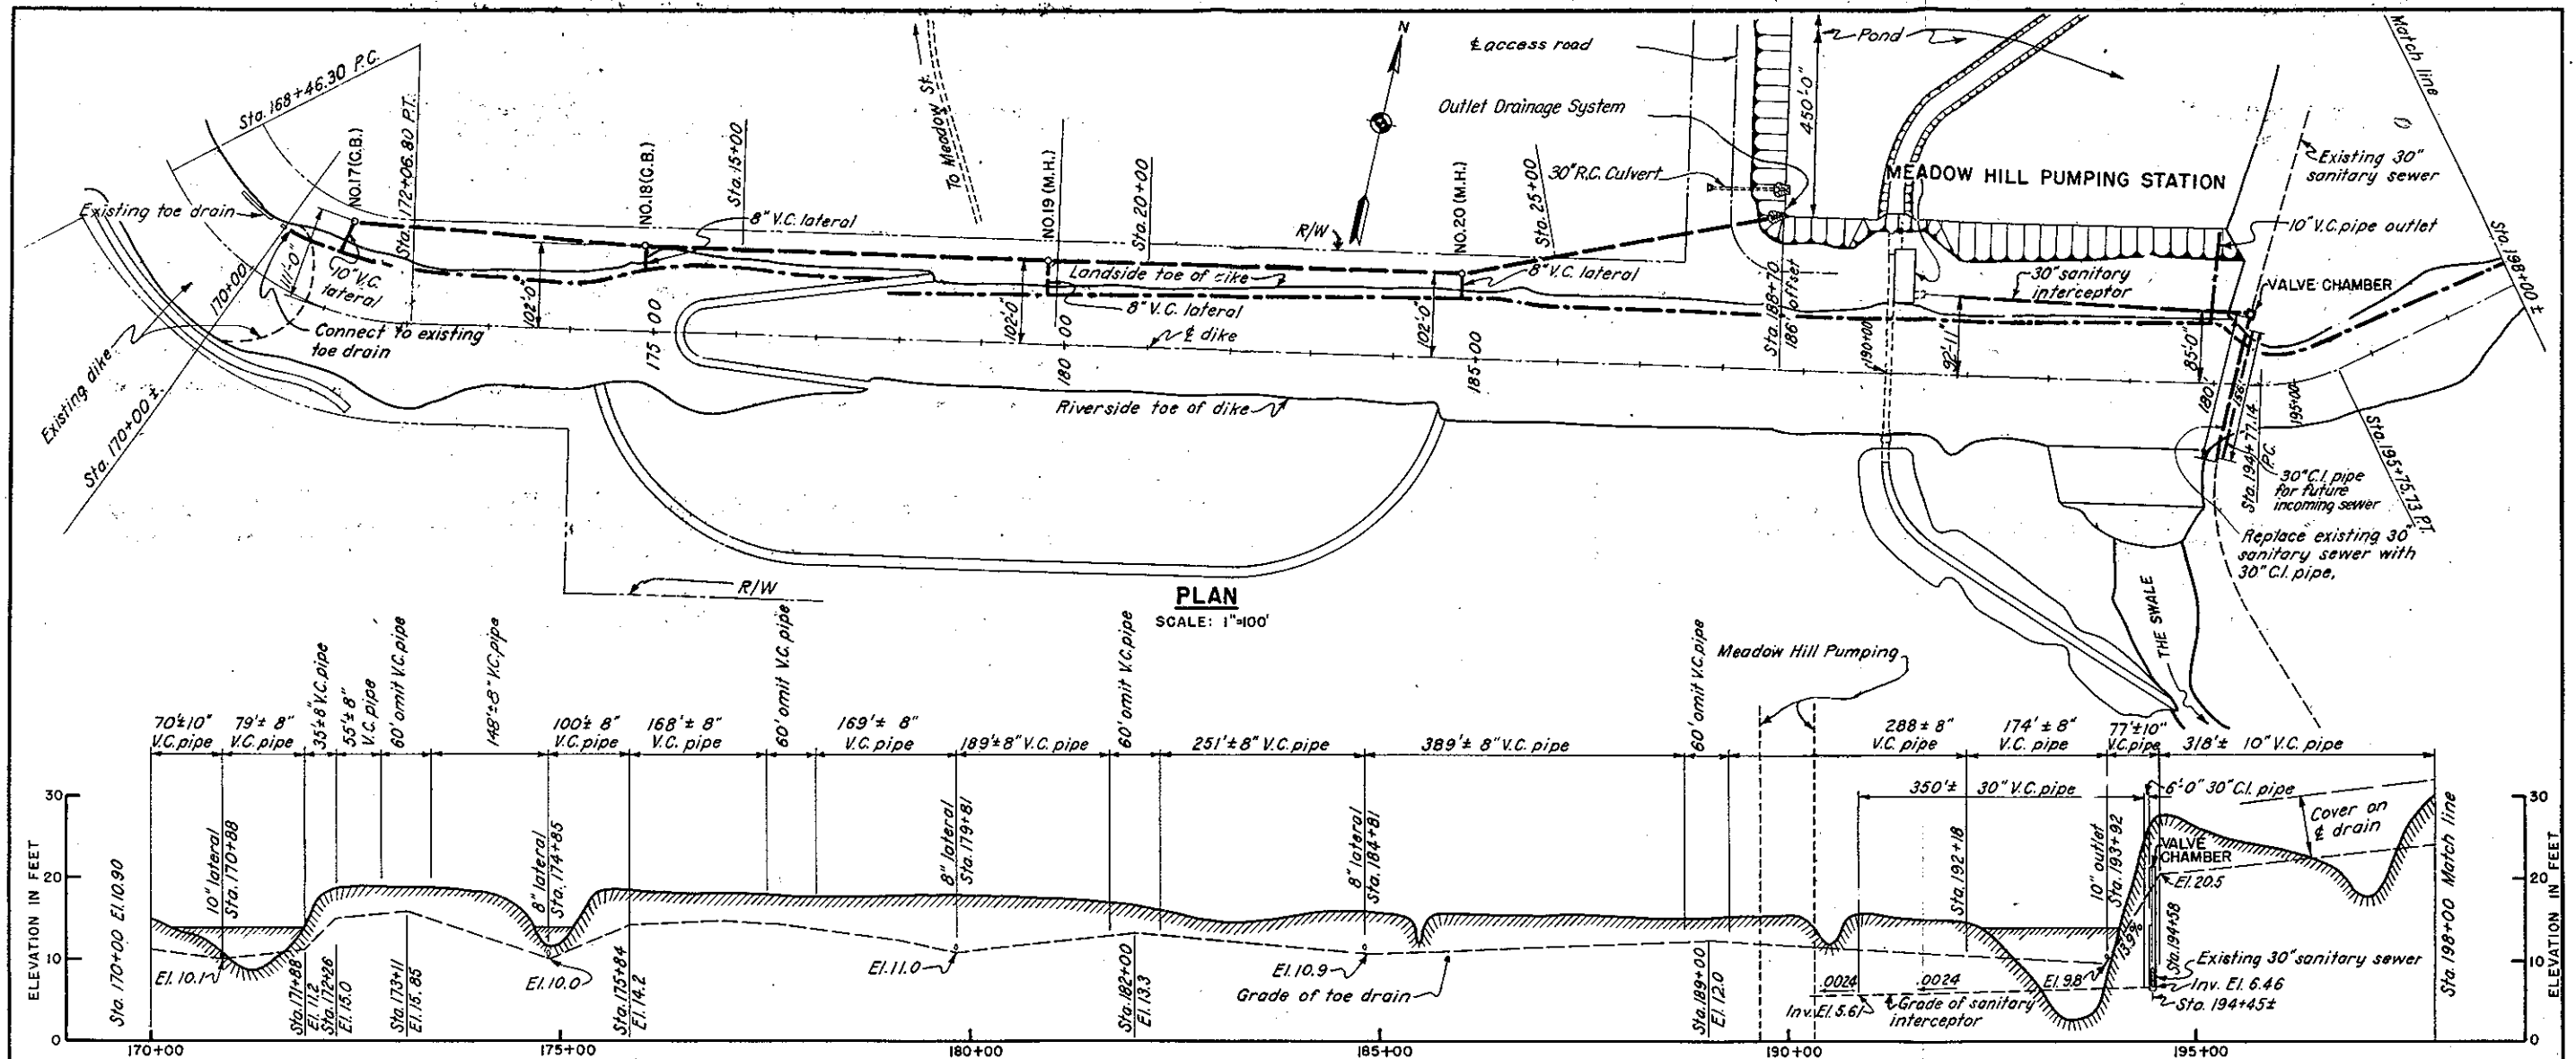 Sta. 168+46.30 P.C.
Sta. 172+06.80 P.T.
NO.17(C.B.)
Existing toe drain
111'-0"
10" V.C.
lateral
170+00
Connect to existing
toe drain
Existing dike
Sta. 170+00 ±
NO.18(C.B.)
Sta. 15+00
8" V.C. lateral
102'-0"
175+00
To Meadow St.
NO.19 (M.H.)
Sta. 20+00
Landside toe of dike
8" V.C. lateral
102'-0"
180+00
℄ dike
Riverside toe of dike
N
R/W
NO.20 (M.H.)
Sta. 25+00
8" V.C. lateral
102'-0"
185+00
℄ access road
Outlet Drainage System
30" R.C. Culvert
450'-0"
Pond
Sta. 188+70
186' offset
190+00
92'-11"
MEADOW HILL PUMPING STATION
30" sanitary
interceptor
Match line
Existing 30"
sanitary sewer
10" V.C. pipe outlet
VALVE CHAMBER
Sta. 198+00 ±
85'-0"
180'
156'
Sta. 194+77.14
P.C.
195+00
Sta. 195+75.73 P.T.
30" C.I. pipe
for future
incoming sewer
Replace existing 30"
sanitary sewer with
30" C.I. pipe.
THE SWALE
R/W
PLAN
SCALE: 1"=100'
70'±10"
V.C. pipe
79'± 8"
V.C. pipe
35'±8" V.C. pipe
55'±8"
V.C. pipe
60' omit V.C. pipe
148'±8" V.C. pipe
100'± 8"
V.C. pipe
168'± 8"
V.C. pipe
60' omit V.C. pipe
169'± 8"
V.C. pipe
189'±8" V.C. pipe
60' omit V.C. pipe
251'±8" V.C. pipe
389'± 8" V.C. pipe
60' omit V.C. pipe
Meadow Hill Pumping
288±8"
V.C. pipe
174'±8"
V.C. pipe
77'±10"
V.C. pipe
318'± 10" V.C. pipe
350'± 30" V.C. pipe
6'-0" 30" C.I. pipe
ELEVATION IN FEET
30
20
10
0
Sta. 170+00 El. 10.90
10" lateral
Sta. 170+88
El. 10.1
Sta. 171+88
El. 11.2
Sta. 172+26
El. 15.0
Sta. 173+11
El. 15.85
8" lateral
Sta. 174+85
El. 10.0
Sta. 175+84
El. 14.2
8" lateral
Sta. 179+81
El. 11.0
Sta. 182+00
El. 13.3
8" lateral
Sta. 184+81
El. 10.9
Grade of toe drain
Sta. 189+00
El. 12.0
.0024
.0024
Inv. El. 5.61
Grade of sanitary
interceptor
Sta. 192+18
10" outlet
Sta. 193+92
El. 9.8
13.9%
VALVE
CHAMBER
El. 20.5
Cover on
℄ drain
Sta. 194+58
Existing 30" sanitary sewer
Inv. El. 6.46
Sta. 194+45±
Sta. 198+00 Match line
30
20
10
0
ELEVATION IN FEET
170+00
175+00
180+00
185+00
190+00
195+00